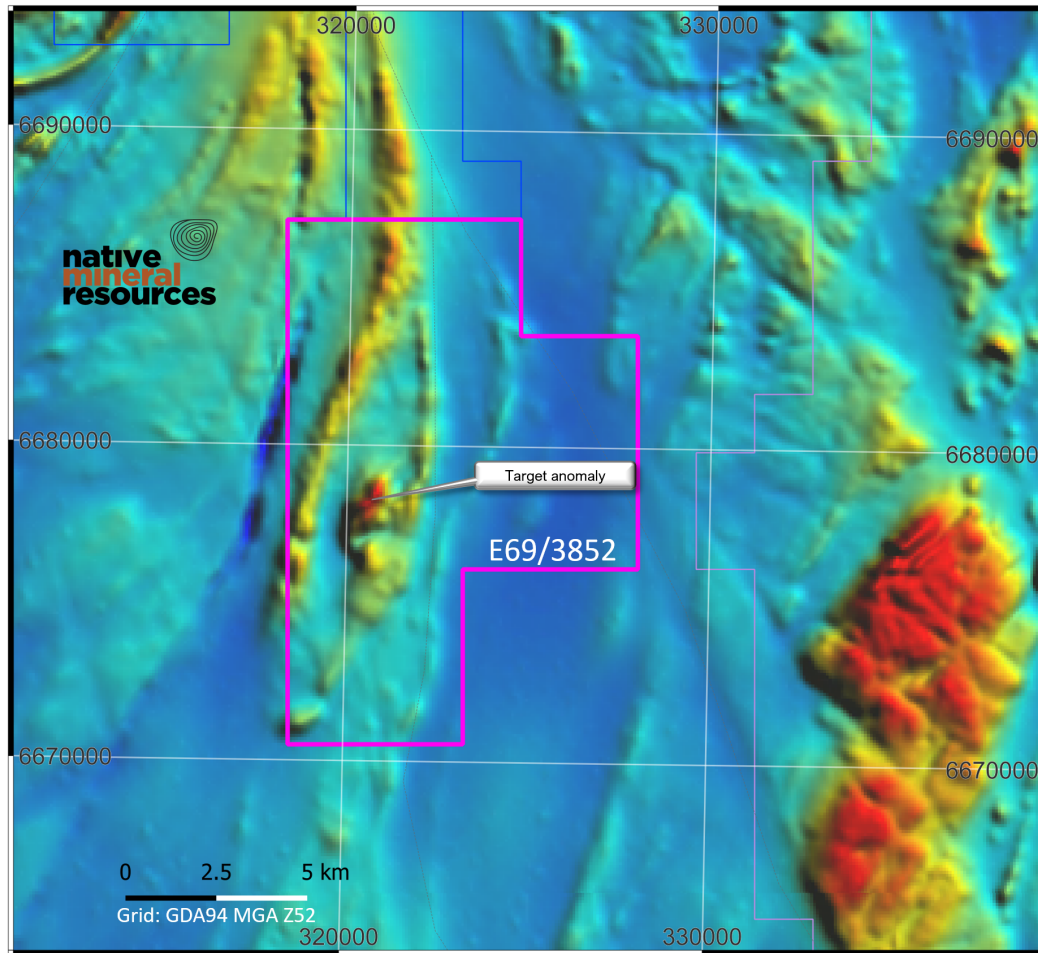 320000
330000
6690000
6690000
native
mineral
resources
6680000
6680000
Target anomaly
E69/3852
6670000
6670000
0 2.5 5 km
Grid: GDA94 MGA Z52
320000
330000